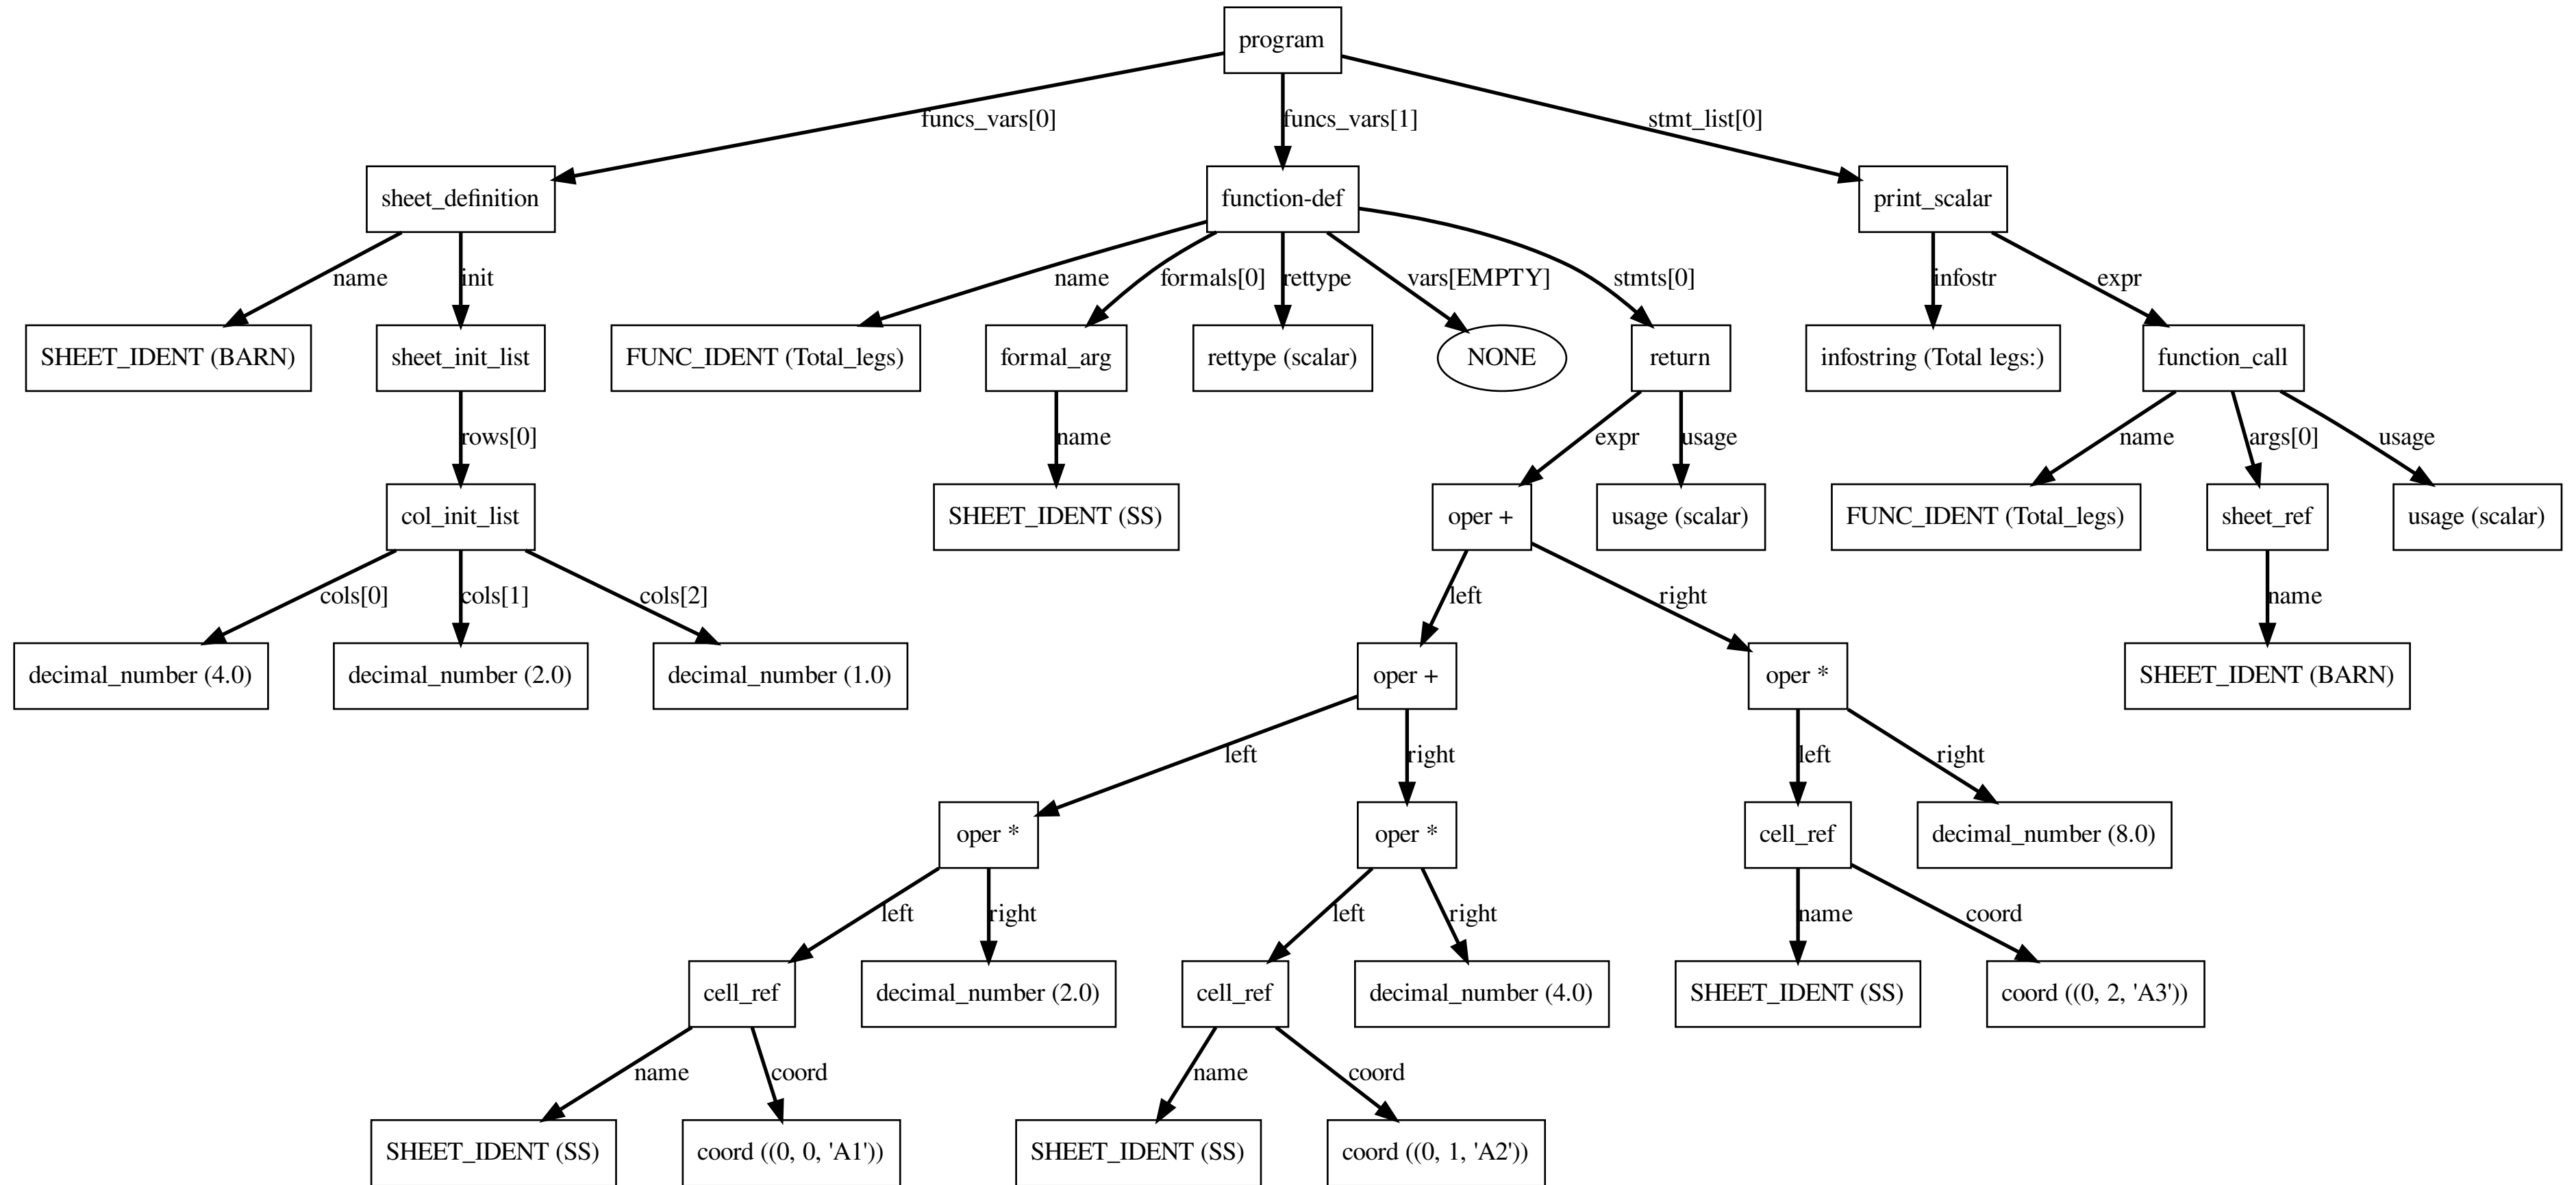 program
funcs_vars[0]
funcs_vars[1]
stmt_list[0]
sheet_definition
function-def
print_scalar
name
init
name
formals[0]
rettype
vars[EMPTY]
stmts[0]
infostr
expr
SHEET_IDENT (BARN)
sheet_init_list
FUNC_IDENT (Total_legs)
formal_arg
rettype (scalar)
NONE
return
infostring (Total legs:)
function_call
rows[0]
name
expr
usage
name
args[0]
usage
col_init_list
SHEET_IDENT (SS)
oper +
usage (scalar)
FUNC_IDENT (Total_legs)
sheet_ref
usage (scalar)
cols[0]
cols[1]
cols[2]
left
right
name
decimal_number (4.0)
decimal_number (2.0)
decimal_number (1.0)
oper +
oper *
SHEET_IDENT (BARN)
left
right
left
right
oper *
oper *
cell_ref
decimal_number (8.0)
left
right
left
right
name
coord
cell_ref
decimal_number (2.0)
cell_ref
decimal_number (4.0)
SHEET_IDENT (SS)
coord ((0, 2, 'A3'))
name
coord
name
coord
SHEET_IDENT (SS)
coord ((0, 0, 'A1'))
SHEET_IDENT (SS)
coord ((0, 1, 'A2'))